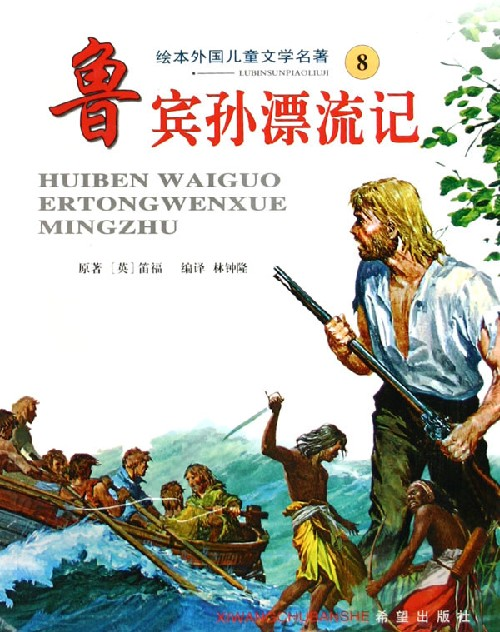 绘本外国儿童文学名著 8
LUBINSUNPIAOLIUJI
鲁宾孙漂流记
HUIBEN WAIGUO
ERTONGWENXUE
MINGZHU
原著 [英] 笛福 编译 林钟隆
XIWANGCHUBANSHE 希望出版社